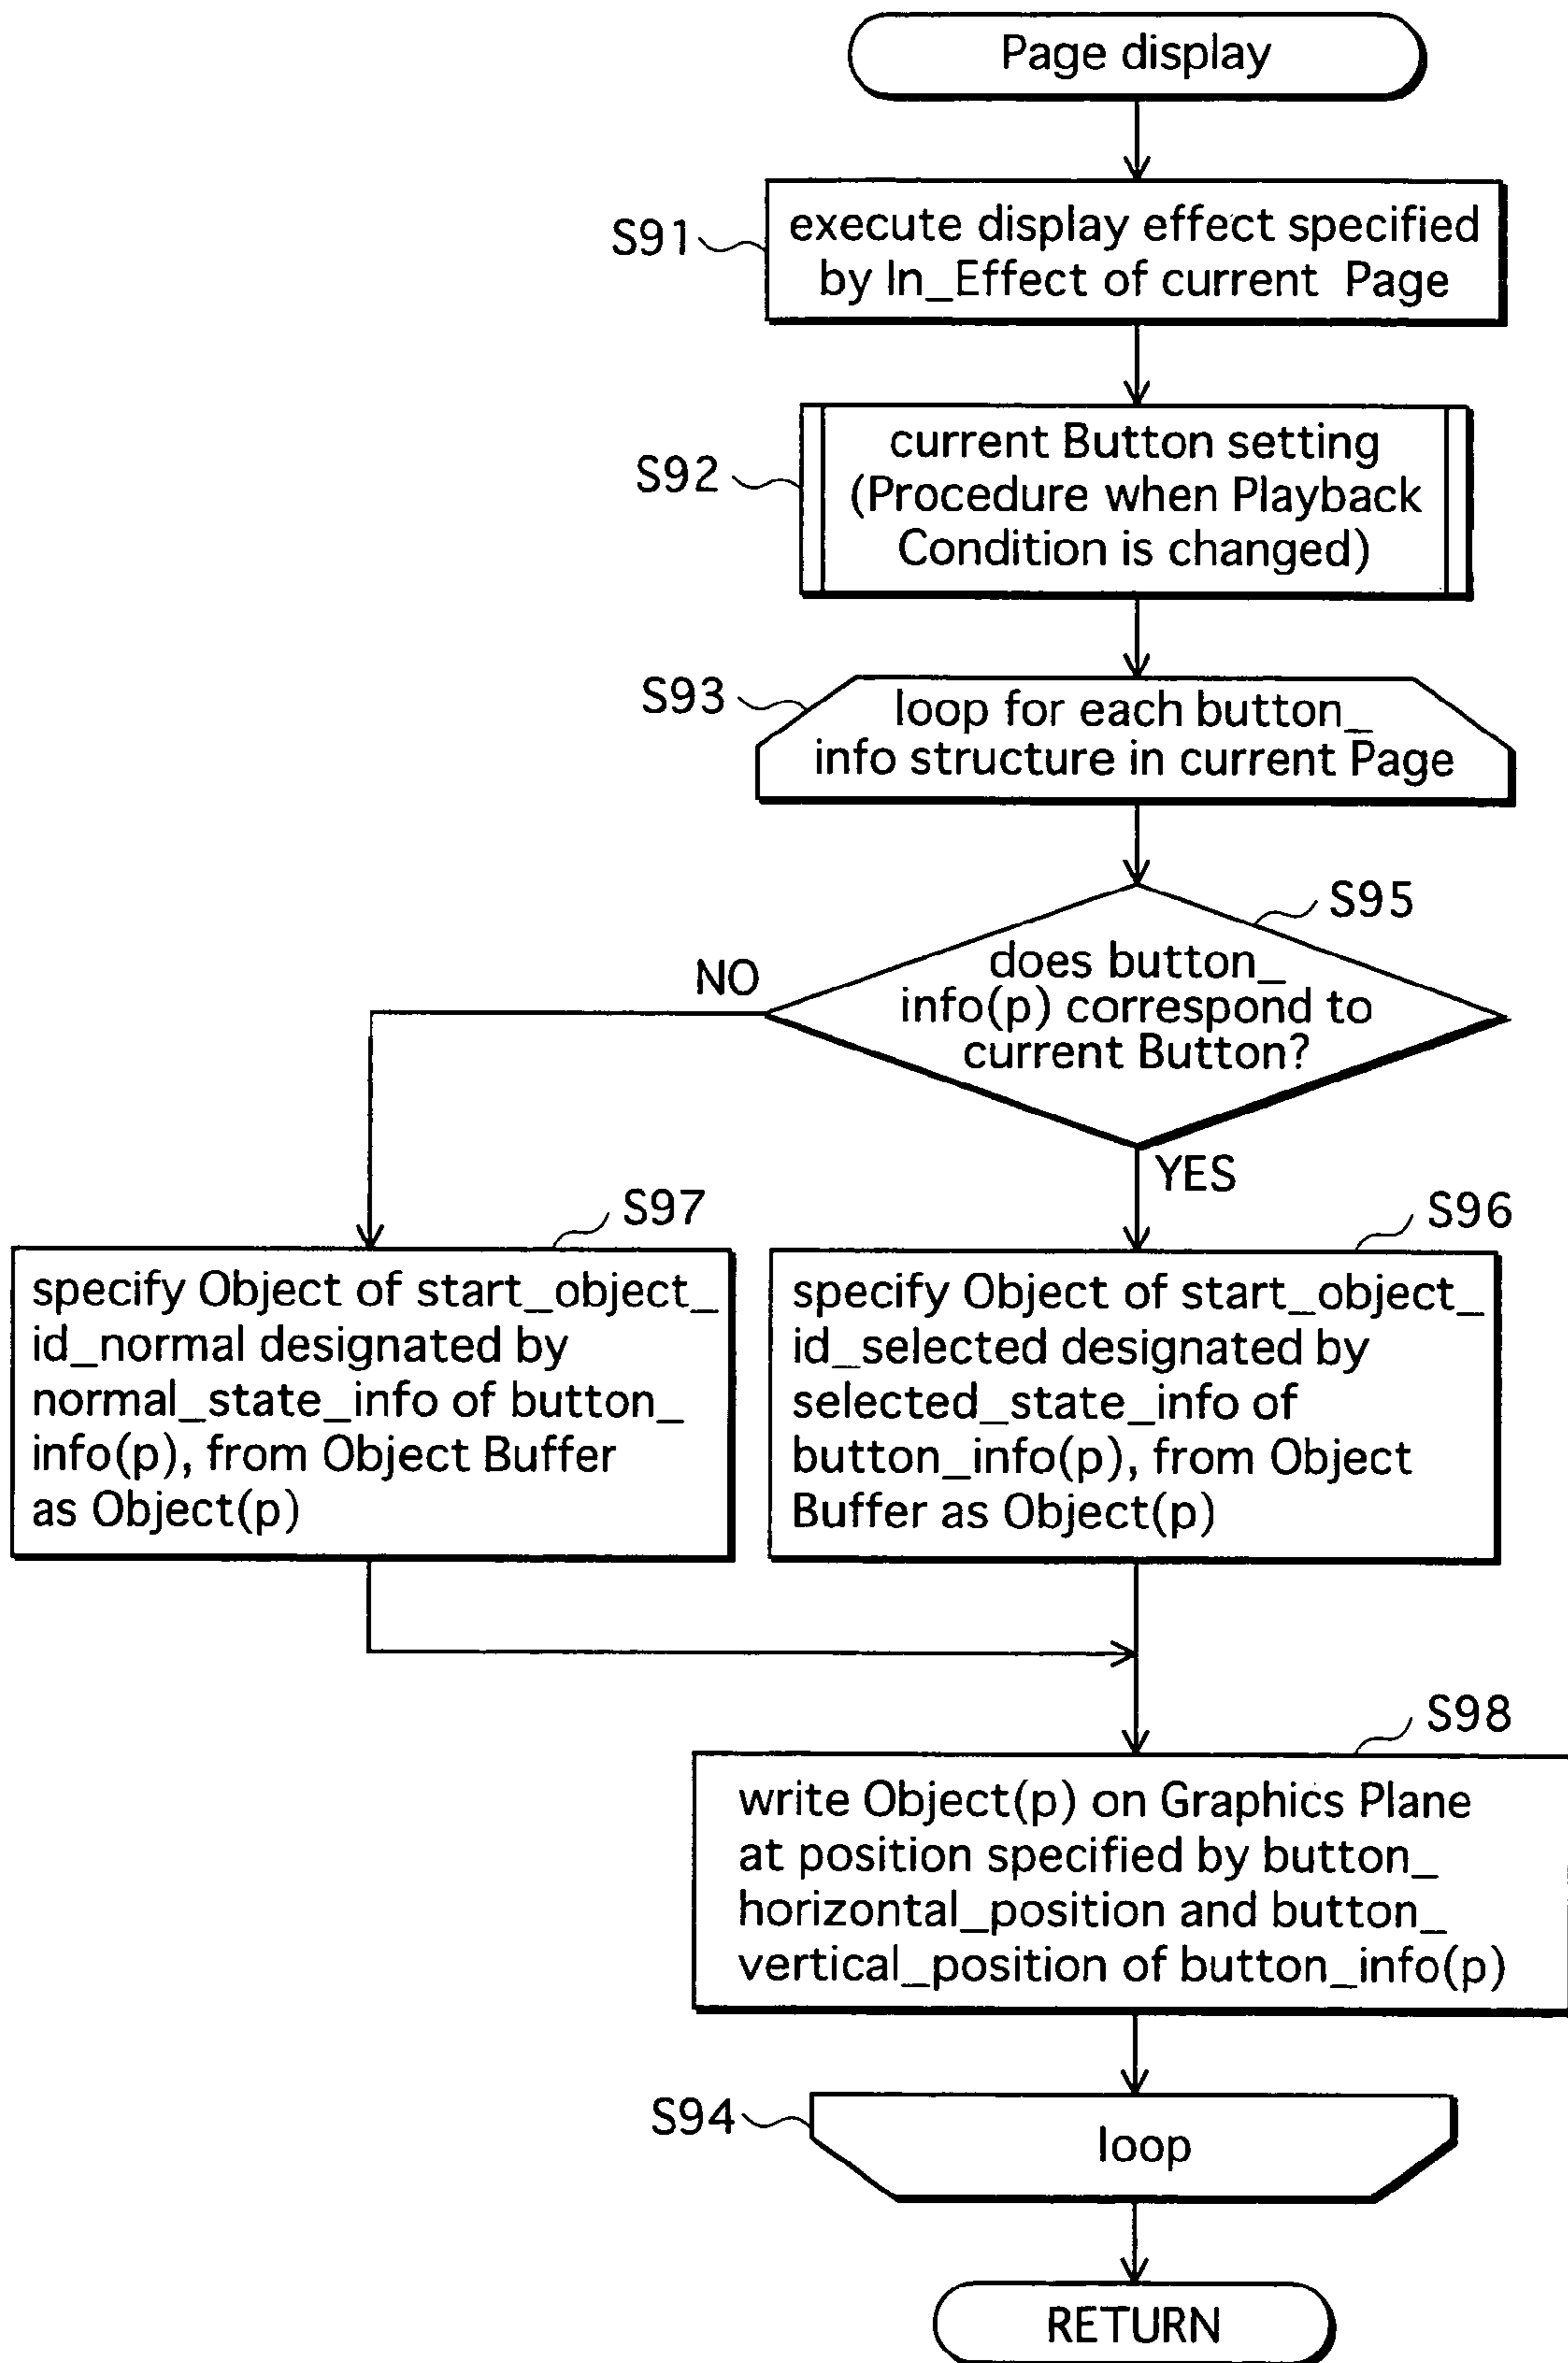 Page display
S91
execute display effect specified
by In_Effect of current Page
S92
current Button setting
(Procedure when Playback
Condition is changed)
S93
loop for each button_
info structure in current Page
S95
does button_
info(p) correspond to
current Button?
NO
YES
S97
specify Object of start_object_
id_normal designated by
normal_state_info of button_
info(p), from Object Buffer
as Object(p)
S96
specify Object of start_object_
id_selected designated by
selected_state_info of
button_info(p), from Object
Buffer as Object(p)
S98
write Object(p) on Graphics Plane
at position specified by button_
horizontal_position and button_
vertical_position of button_info(p)
S94
loop
RETURN